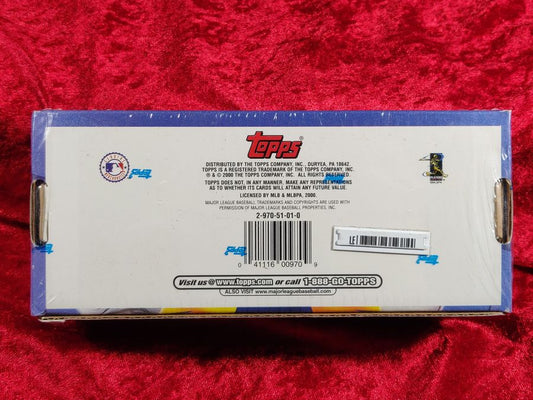 TOPPS
DISTRIBUTED BY THE TOPPS COMPANY, INC., DURYEA, PA 18642.
TOPPS IS A REGISTERED TRADEMARK OF THE TOPPS COMPANY, INC.
® & © 2000 THE TOPPS COMPANY, INC. ALL RIGHTS RESERVED.
TOPPS DOES NOT, IN ANY MANNER, MAKE ANY REPRESENTATIONS
AS TO WHETHER ITS CARDS WILL ATTAIN ANY FUTURE VALUE.
LICENSED BY MLB & MLBPA, 2000.
MAJOR LEAGUE BASEBALL TRADEMARKS AND COPYRIGHTS ARE USED WITH
PERMISSION OF MAJOR LEAGUE BASEBALL PROPERTIES, INC.
2-970-51-01-0
LE
0 41116 00970 9
Visit us @ www.topps.com or call 1-888-GO-TOPPS
ALSO VISIT www.majorleaguebaseball.com